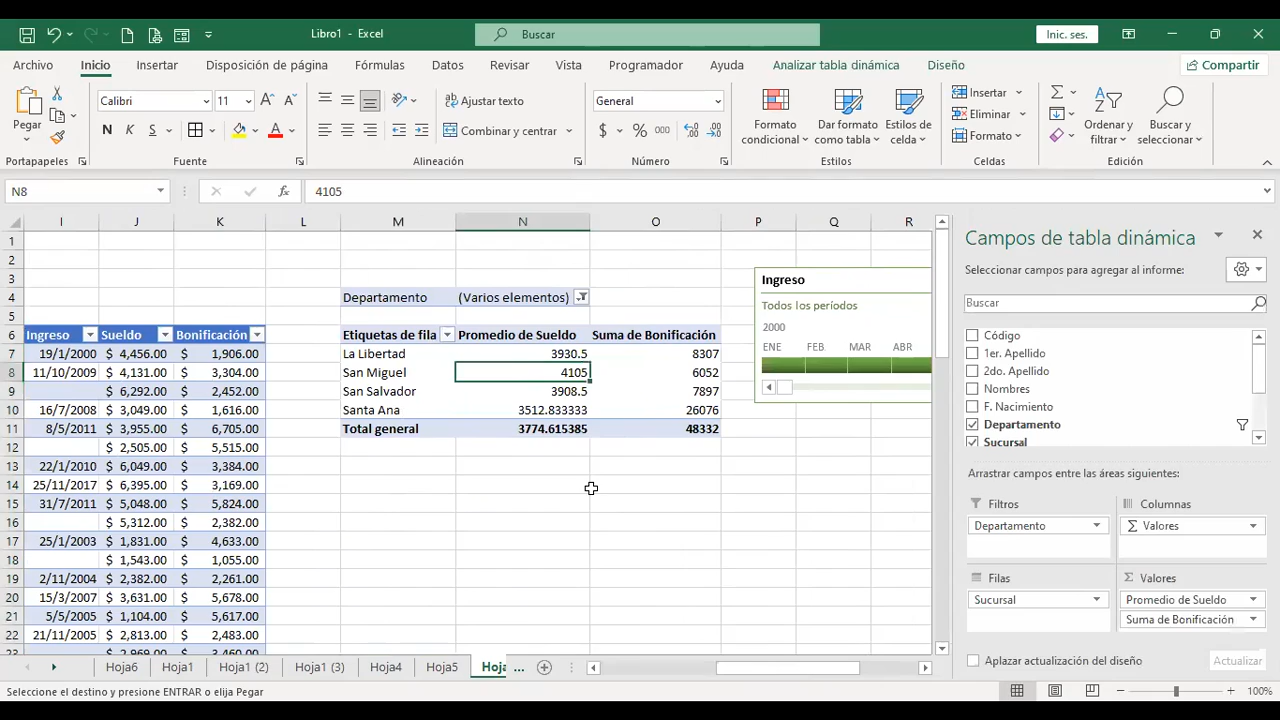 Libro1 - Excel
Buscar
Inic. ses.
Archivo Inicio Insertar Disposición de página Fórmulas Datos Revisar Vista Programador Ayuda Analizar tabla dinámica Diseño Compartir
Pegar
Calibri 11
N K S
Ajustar texto
Combinar y centrar
General
$ % 000
Formato condicional
Dar formato como tabla
Estilos de celda
Insertar
Eliminar
Formato
Ordenar y filtrar
Buscar y seleccionar
Portapapeles Fuente Alineación Número Estilos Celdas Edición
N8 fx 4105
I J K L M N O P Q R
1
2
3
4 Departamento (Varios elementos)
5
6 Ingreso Sueldo Bonificación Etiquetas de fila Promedio de Sueldo Suma de Bonificación
7 19/1/2000 $ 4,456.00 $ 1,906.00 La Libertad 3930.5 8307
8 11/10/2009 $ 4,131.00 $ 3,304.00 San Miguel 4105 6052
9 $ 6,292.00 $ 2,452.00 San Salvador 3908.5 7897
10 16/7/2008 $ 3,049.00 $ 1,616.00 Santa Ana 3512.833333 26076
11 8/5/2011 $ 3,955.00 $ 6,705.00 Total general 3774.615385 48332
12 $ 2,505.00 $ 5,515.00
13 22/1/2010 $ 6,049.00 $ 3,384.00
14 25/11/2017 $ 6,395.00 $ 3,169.00
15 31/7/2011 $ 5,048.00 $ 5,824.00
16 $ 5,312.00 $ 2,382.00
17 25/1/2003 $ 1,831.00 $ 4,633.00
18 $ 1,543.00 $ 1,055.00
19 2/11/2004 $ 2,382.00 $ 2,261.00
20 15/3/2007 $ 3,631.00 $ 5,678.00
21 5/5/2005 $ 1,104.00 $ 5,617.00
22 21/11/2005 $ 2,813.00 $ 2,483.00
Ingreso
Todos los períodos
2000
ENE FEB MAR ABR
Campos de tabla dinámica
Seleccionar campos para agregar al informe:
Buscar
Código
1er. Apellido
2do. Apellido
Nombres
F. Nacimiento
Departamento
Sucursal
Arrastrar campos entre las áreas siguientes:
Filtros
Departamento
Columnas
Σ Valores
Filas
Sucursal
Σ Valores
Promedio de Sueldo
Suma de Bonificación
Aplazar actualización del diseño Actualizar
Hoja6 Hoja1 Hoja1 (2) Hoja1 (3) Hoja4 Hoja5 Hoja ...
Seleccione el destino y presione ENTRAR o elija Pegar
100%